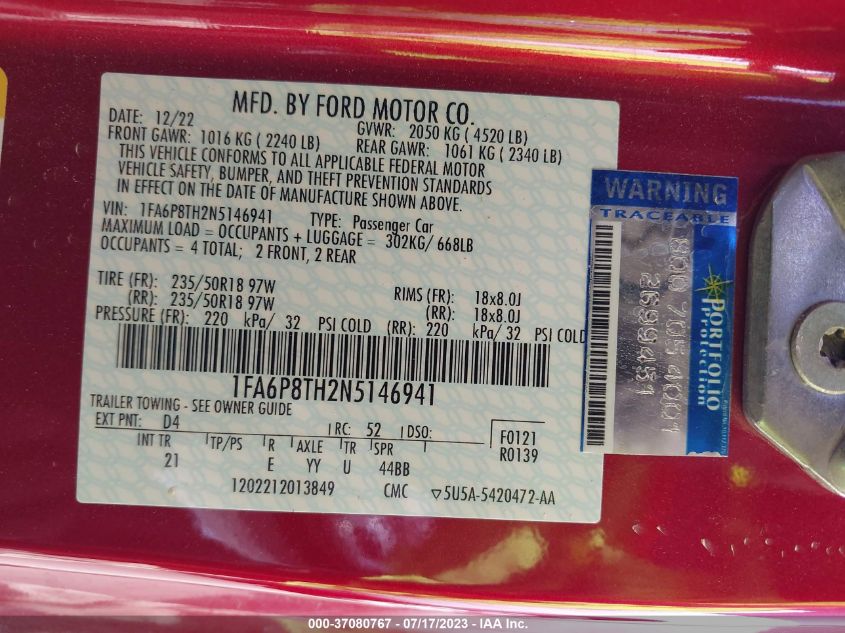 MFD. BY FORD MOTOR CO.
DATE: 12/22 GVWR: 2050 KG ( 4520 LB)
FRONT GAWR: 1016 KG ( 2240 LB) REAR GAWR: 1061 KG ( 2340 LB)
THIS VEHICLE CONFORMS TO ALL APPLICABLE FEDERAL MOTOR
VEHICLE SAFETY, BUMPER, AND THEFT PREVENTION STANDARDS
IN EFFECT ON THE DATE OF MANUFACTURE SHOWN ABOVE.
VIN: 1FA6P8TH2N5146941 TYPE: Passenger Car
MAXIMUM LOAD = OCCUPANTS + LUGGAGE = 302KG/ 668LB
OCCUPANTS = 4 TOTAL; 2 FRONT, 2 REAR
TIRE (FR): 235/50R18 97W RIMS (FR): 18x8.0J
(RR): 235/50R18 97W (RR): 18x8.0J
PRESSURE (FR): 220 kPa/ 32 PSI COLD (RR): 220 kPa/ 32 PSI COLD
1FA6P8TH2N5146941
TRAILER TOWING - SEE OWNER GUIDE
EXT PNT: D4 RC: 52 DSO: F0121
R0139
INT TR TP/PS R AXLE TR SPR
21 E YY U 44BB
1202212013849 CMC ▽5U5A-5420472-AA
WARNING
TRACEABLE
800 705 4001
2699451
PORTFOLIO
Protection
000-37080767 - 07/17/2023 - IAA Inc.